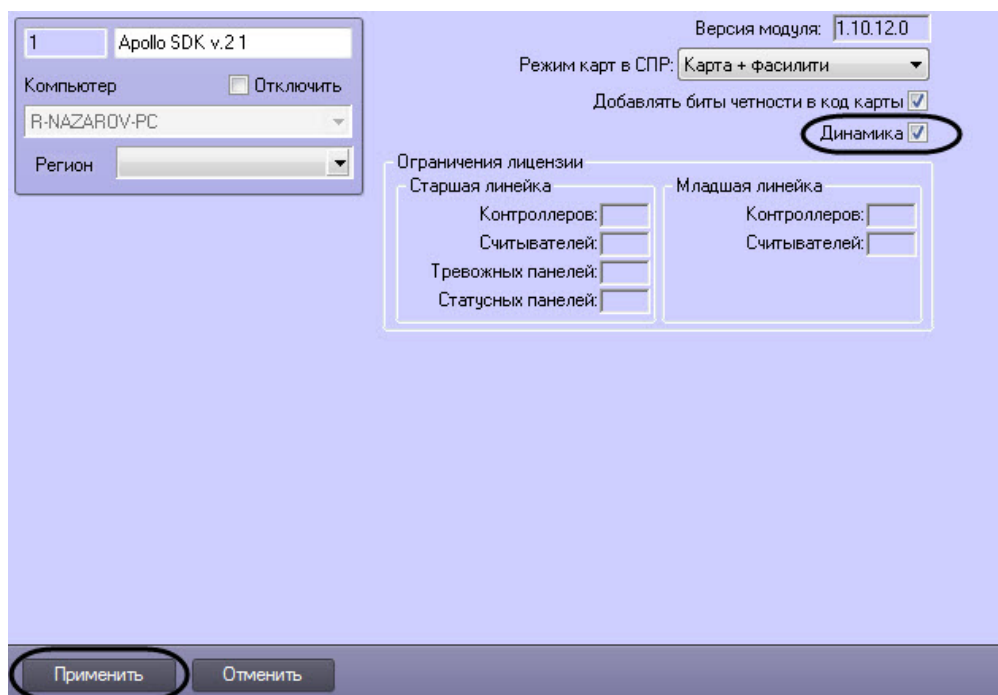 1 Apollo SDK v.2 1
Компьютер Отключить
R-NAZAROV-PC
Регион
Версия модуля: 1.10.12.0
Режим карт в СПР: Карта + фасилити
Добавлять биты четности в код карты
Динамика
Ограничения лицензии
Старшая линейка
Контроллеров:
Считывателей:
Тревожных панелей:
Статусных панелей:
Младшая линейка
Контроллеров:
Считывателей:
Применить Отменить